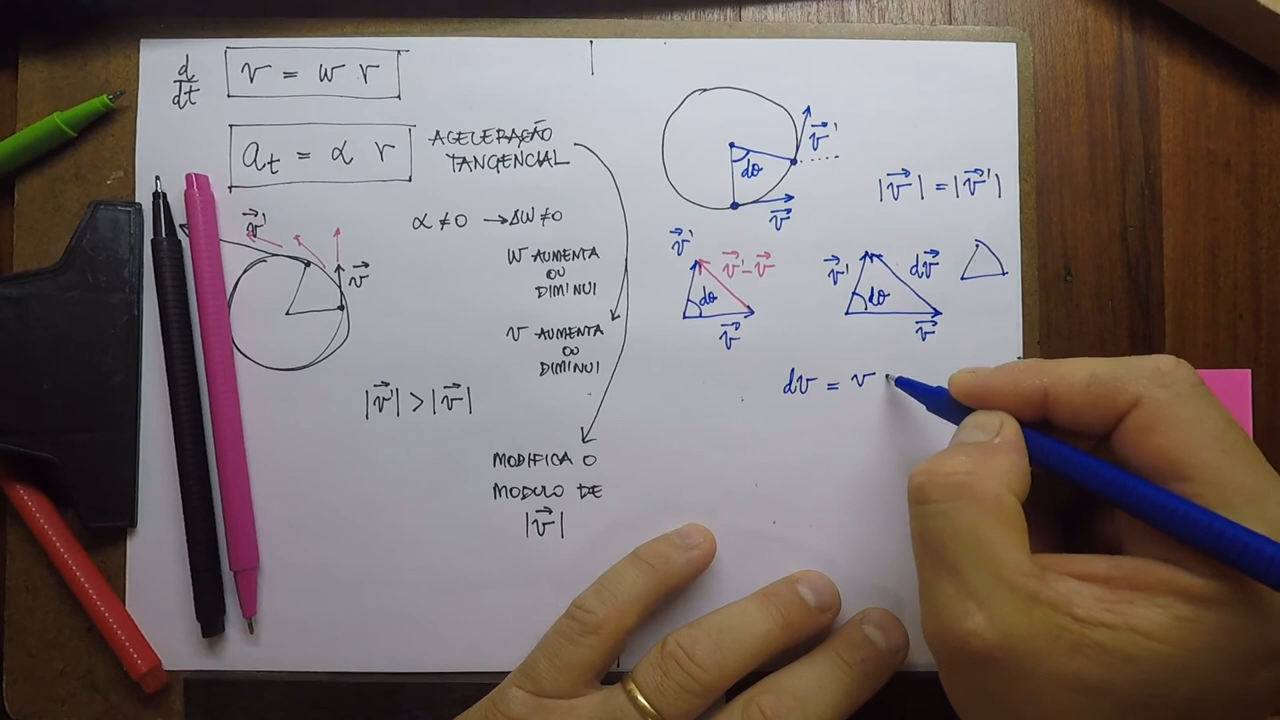 d/dt v = w r
a_t = α r ACELERAÇÃO
TANGENCIAL
α ≠ 0 → ΔW ≠ 0
W AUMENTA
OU
DIMINUI
v AUMENTA
OU
DIMINUI
v⃗'
v⃗
|v⃗'| > |v⃗|
MODIFICA O
MODULO DE
|v⃗|
v⃗'
dθ
v⃗
|v⃗| = |v⃗'|
v⃗'
v⃗' - v⃗
dθ
v⃗
v⃗'
dv⃗
dθ
v⃗
dv = v